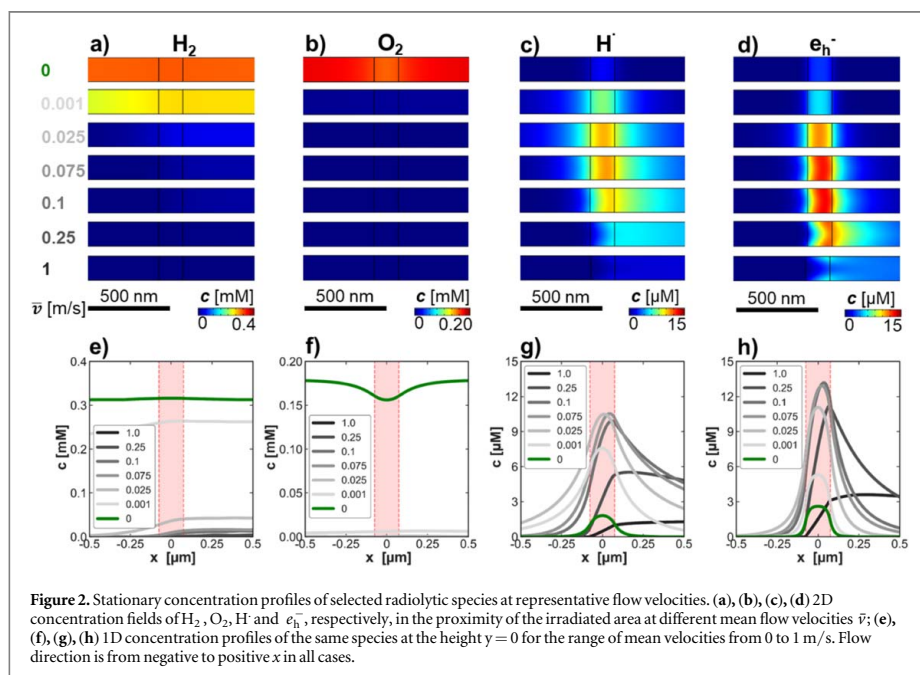 a) H₂ b) O₂ c) H˙ d) eₕ⁻
0
0.001
0.025
0.075
0.1
0.25
1
v̄ [m/s] 500 nm c [mM] 0 0.4 500 nm c [mM] 0 0.20 500 nm c [µM] 0 15 500 nm c [µM] 0 15
e)
c [mM]
0.4
0.3
0.2
0.1
0.0
1.0
0.25
0.1
0.075
0.025
0.001
0
-0.5 -0.3 0 0.3 0.5
x [µm]
f)
c [mM]
0.20
0.15
0.10
0.05
0.00
1.0
0.25
0.1
0.075
0.025
0.001
0
-0.5 -0.3 0 0.3 0.5
x [µm]
g)
c [µM]
15
12
9
6
3
0
1.0
0.25
0.1
0.075
0.025
0.001
0
-0.5 -0.3 0 0.3 0.5
x [µm]
h)
c [µM]
15
12
9
6
3
0
1.0
0.25
0.1
0.075
0.025
0.001
0
-0.5 -0.3 0 0.3 0.5
x [µm]
Figure 2. Stationary concentration profiles of selected radiolytic species at representative flow velocities. (a), (b), (c), (d) 2D
concentration fields of H₂ , O₂, H˙ and eₕ⁻, respectively, in the proximity of the irradiated area at different mean flow velocities v̄; (e),
(f), (g), (h) 1D concentration profiles of the same species at the height y = 0 for the range of mean velocities from 0 to 1 m/s. Flow
direction is from negative to positive x in all cases.